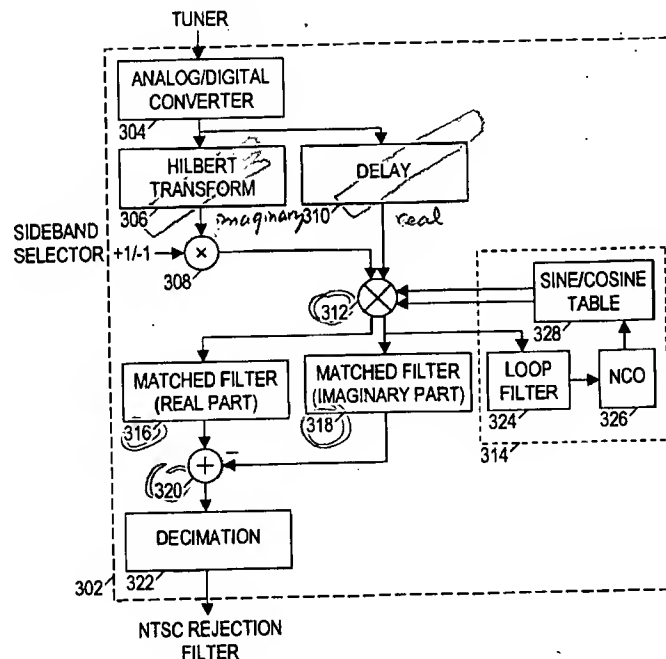 TUNER
ANALOG/DIGITAL
CONVERTER
304
HILBERT
TRANSFORM
306
DELAY
310
imaginary
real
SIDEBAND
SELECTOR +1/-1
×
308
312
SINE/COSINE
TABLE
328
MATCHED FILTER
(REAL PART)
316
MATCHED FILTER
(IMAGINARY PART)
318
LOOP
FILTER
324
NCO
326
314
+
−
320
DECIMATION
322
302
NTSC REJECTION
FILTER